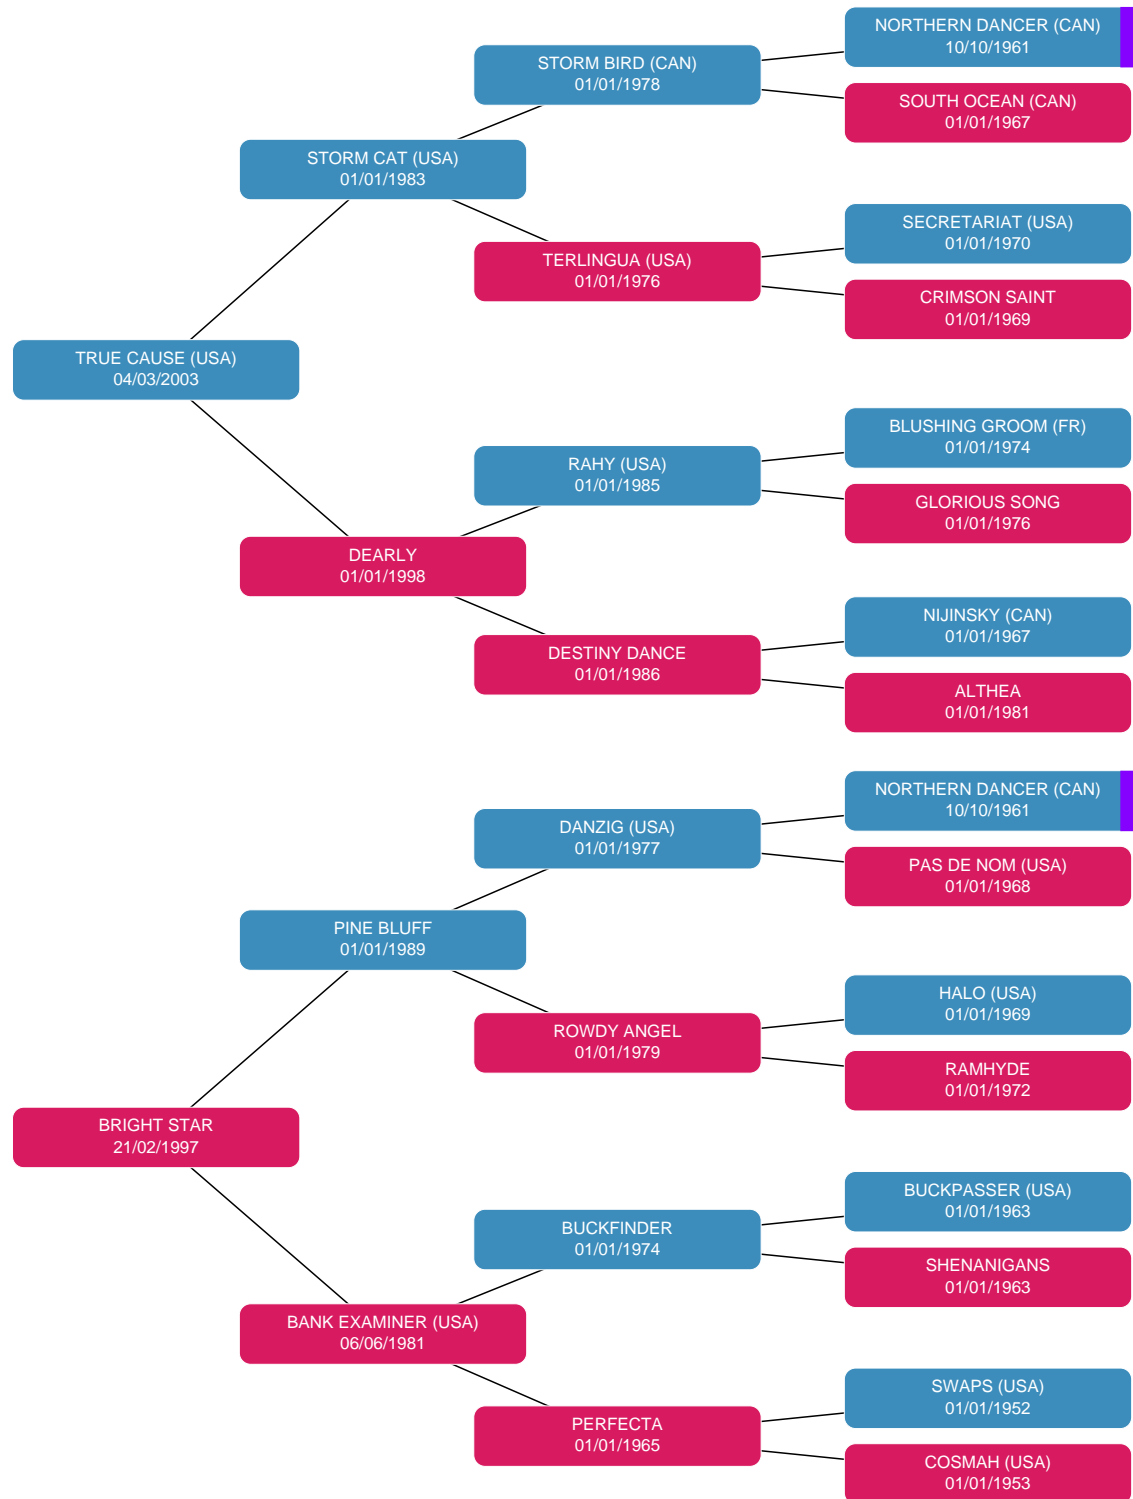 NORTHERN DANCER (CAN)
10/10/1961
STORM BIRD (CAN)
01/01/1978
SOUTH OCEAN (CAN)
01/01/1967
STORM CAT (USA)
01/01/1983
SECRETARIAT (USA)
01/01/1970
TERLINGUA (USA)
01/01/1976
CRIMSON SAINT
01/01/1969
TRUE CAUSE (USA)
04/03/2003
BLUSHING GROOM (FR)
01/01/1974
RAHY (USA)
01/01/1985
GLORIOUS SONG
01/01/1976
DEARLY
01/01/1998
NIJINSKY (CAN)
01/01/1967
DESTINY DANCE
01/01/1986
ALTHEA
01/01/1981
NORTHERN DANCER (CAN)
10/10/1961
DANZIG (USA)
01/01/1977
PAS DE NOM (USA)
01/01/1968
PINE BLUFF
01/01/1989
HALO (USA)
01/01/1969
ROWDY ANGEL
01/01/1979
RAMHYDE
01/01/1972
BRIGHT STAR
21/02/1997
BUCKPASSER (USA)
01/01/1963
BUCKFINDER
01/01/1974
SHENANIGANS
01/01/1963
BANK EXAMINER (USA)
06/06/1981
SWAPS (USA)
01/01/1952
PERFECTA
01/01/1965
COSMAH (USA)
01/01/1953